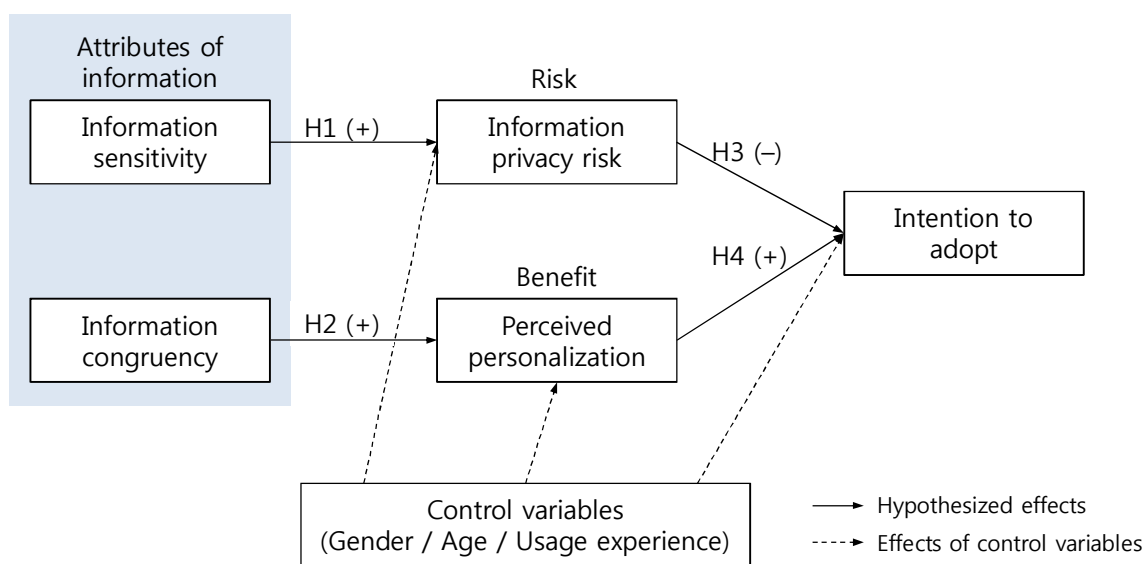 Attributes of
information
Information
sensitivity
H1 (+)
Risk
Information
privacy risk
H3 (–)
Intention to
adopt
H4 (+)
Information
congruency
H2 (+)
Benefit
Perceived
personalization
Control variables
(Gender / Age / Usage experience)
Hypothesized effects
Effects of control variables